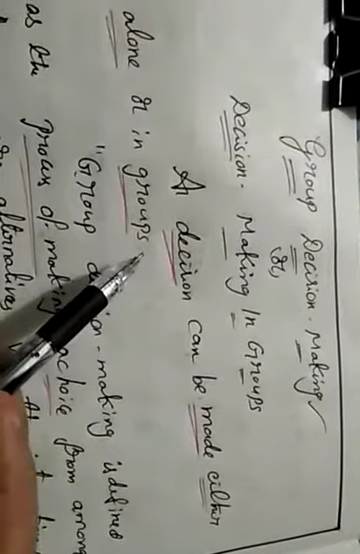 Group Decision-Making
or,
Decision-Making In Groups
A decision can be made either
alone or in groups
"Group making is defined
as the process of making choice from among
alternatives